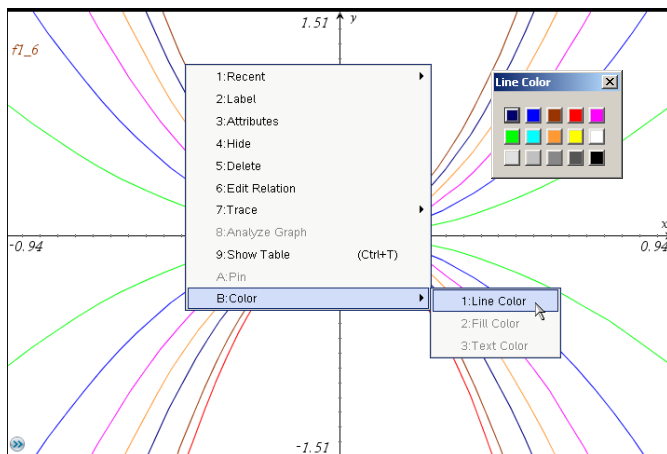 1.51
y
f1_6
1:Recent
2:Label
3:Attributes
4:Hide
5:Delete
6:Edit Relation
7:Trace
8:Analyze Graph
9:Show Table (Ctrl+T)
A:Pin
B:Color
Line Color
x
-0.94
0.94
1:Line Color
2:Fill Color
3:Text Color
-1.51